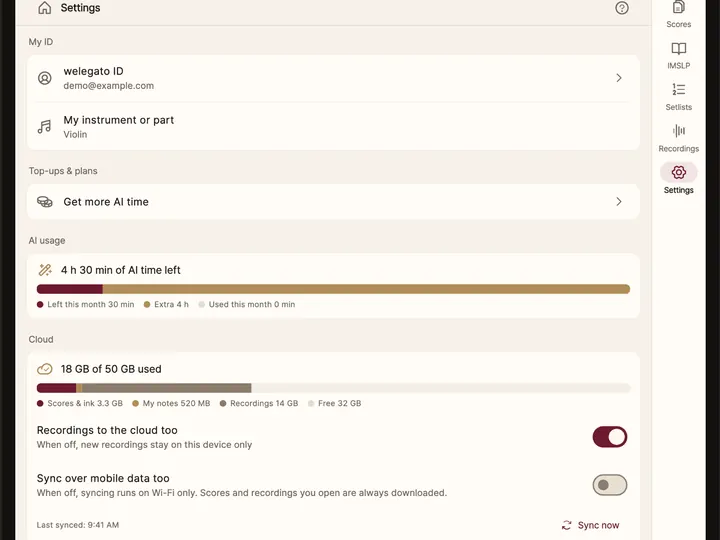 Settings
My ID
welegato ID
demo@example.com
My instrument or part
Violin
Top-ups & plans
Get more AI time
AI usage
4 h 30 min of AI time left
Left this month 30 min
Extra 4 h
Used this month 0 min
Cloud
18 GB of 50 GB used
Scores & ink 3.3 GB
My notes 520 MB
Recordings 14 GB
Free 32 GB
Recordings to the cloud too
When off, new recordings stay on this device only
Sync over mobile data too
When off, syncing runs on Wi-Fi only. Scores and recordings you open are always downloaded.
Last synced: 9:41 AM
Sync now
Scores
IMSLP
Setlists
Recordings
Settings